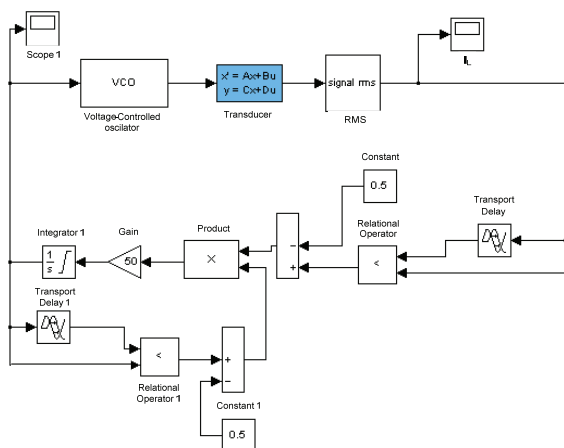 Scope 1
VCO
Voltage-Controlled
oscilator
x' = Ax+Bu
y = Cx+Du
Transducer
signal rms
RMS
IL
Constant
0.5
Transport
Delay
Relational
Operator
<
−
+
Product
×
Gain
50
Integrator 1
1
s
Transport
Delay 1
<
Relational
Operator 1
+
−
Constant 1
0.5